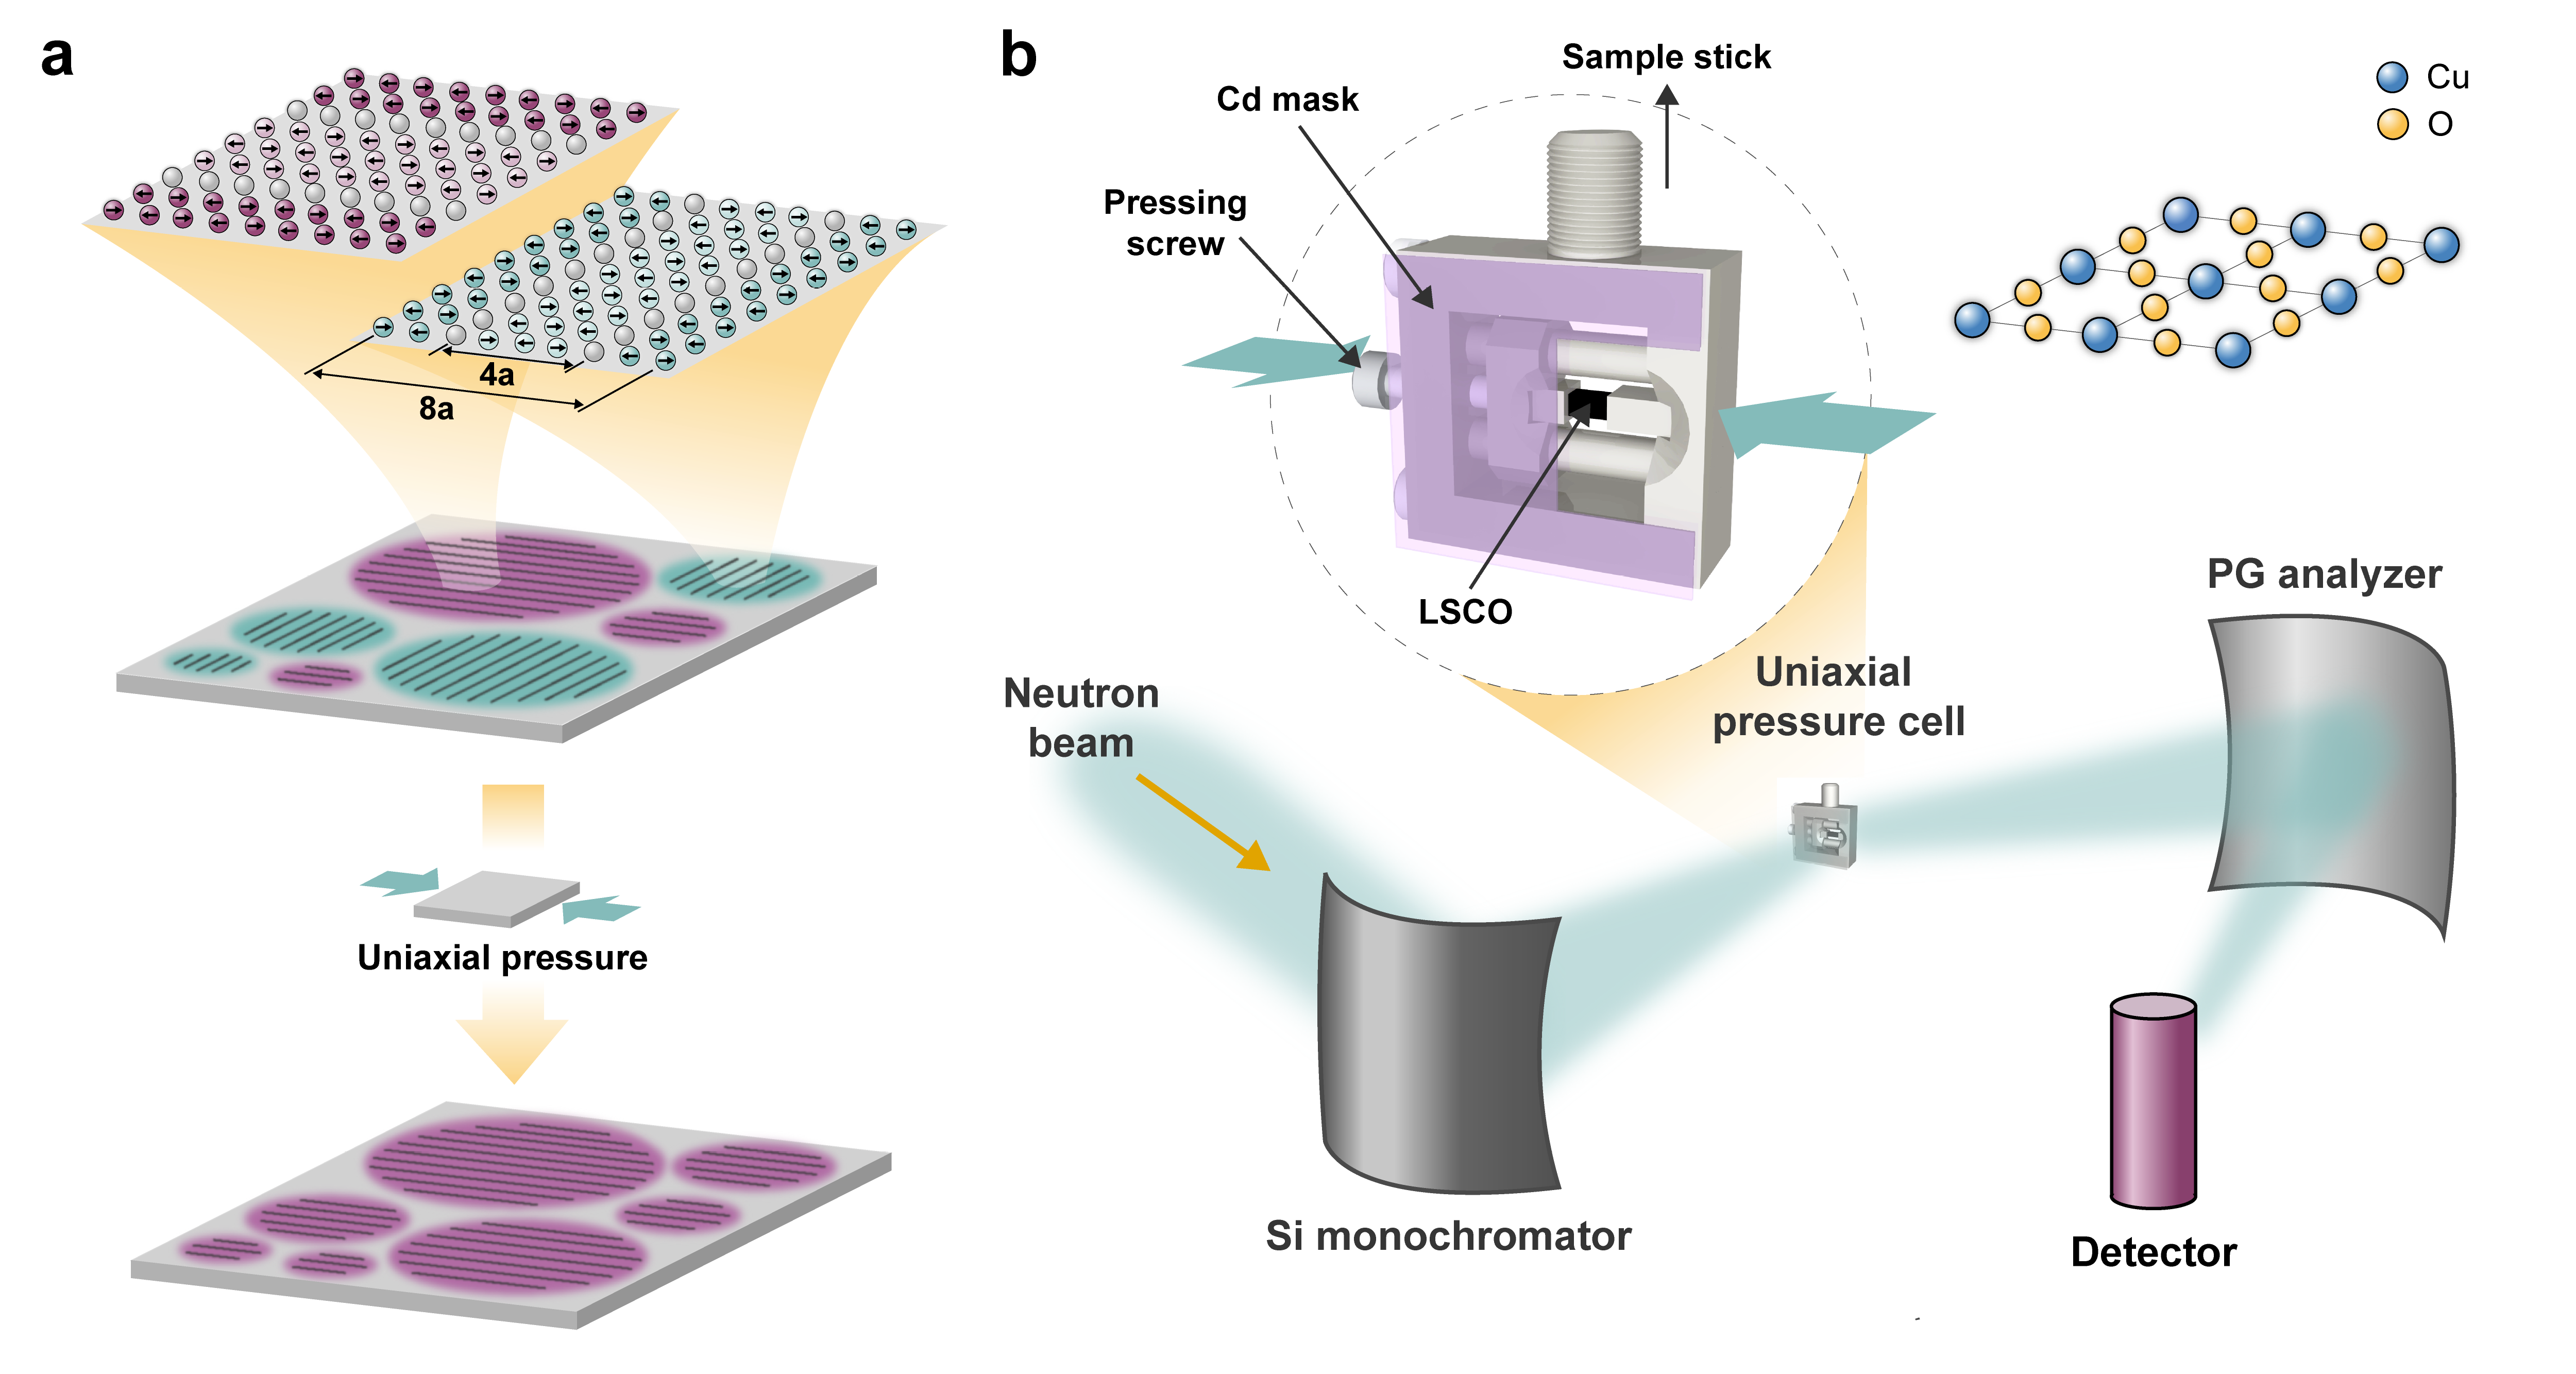 a
4a
8a
Uniaxial pressure
b
Sample stick
Cd mask
Pressing
screw
LSCO
Cu
O
Neutron
beam
Uniaxial
pressure cell
PG analyzer
Si monochromator
Detector